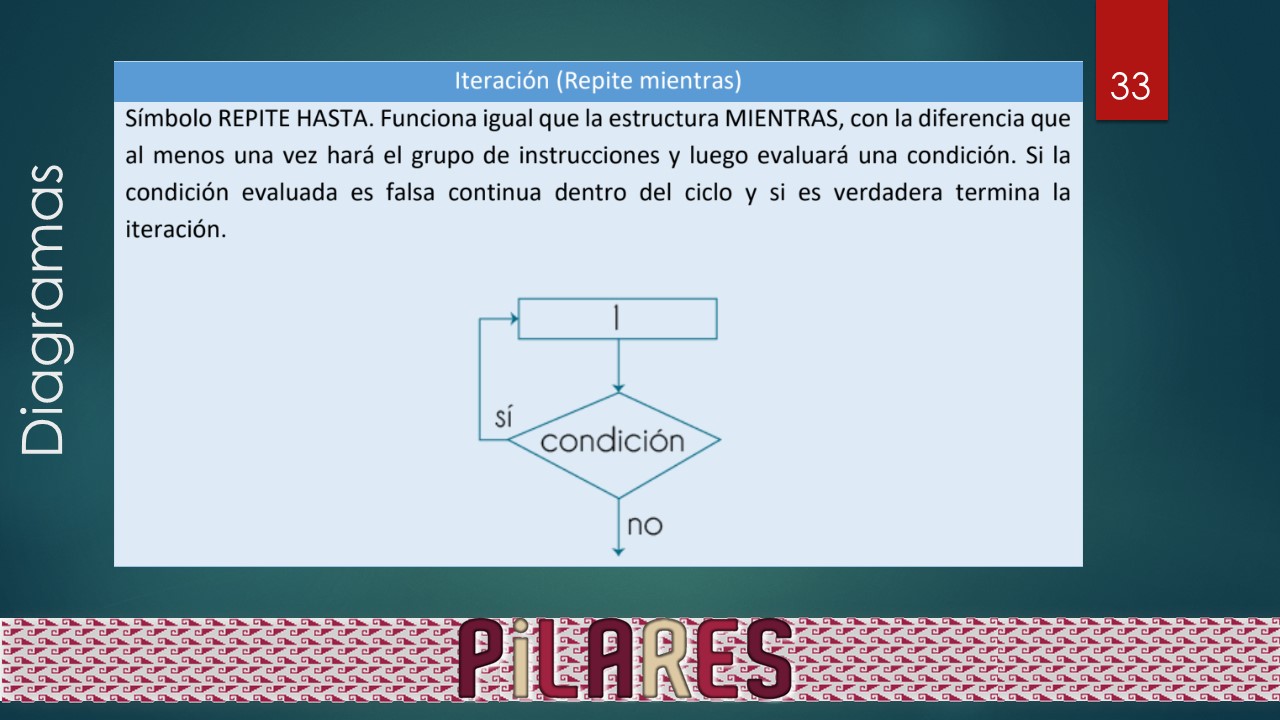 Diagramas
33
Iteración (Repite mientras)
Símbolo REPITE HASTA. Funciona igual que la estructura MIENTRAS, con la diferencia que
al menos una vez hará el grupo de instrucciones y luego evaluará una condición. Si la
condición evaluada es falsa continua dentro del ciclo y si es verdadera termina la
iteración.
1
sí
condición
no
PiLARES